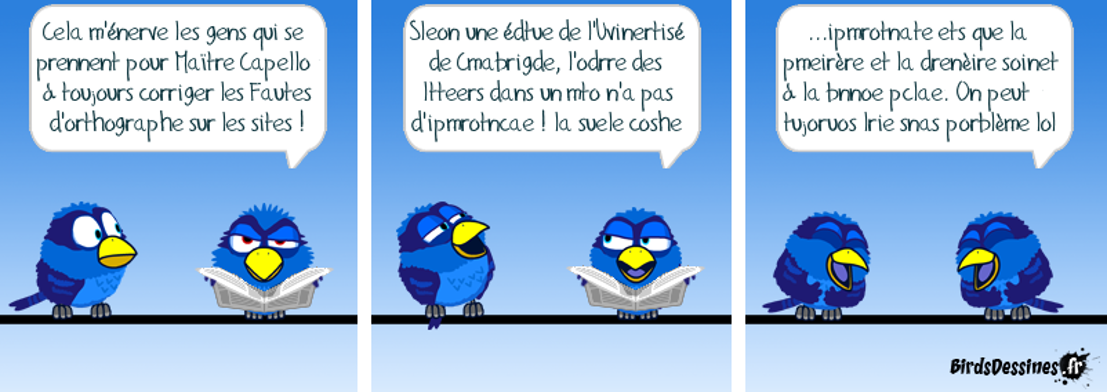 Cela m'énerve les gens qui se
prennent pour Maître Capello
à toujours corriger les Fautes
d'orthographe sur les sites !
Sleon une édtue de l'Uvinertisé
de Cmabrigde, l'odrre des
ltteers dans un mto n'a pas
d'ipmrotncae ! la suele coshe
...ipmrotnate ets que la
pmeirère et la drenèire soinet
à la bnnoe pclae. On peut
tujoruos lrie snas porblème lol
BirdsDessines.fr